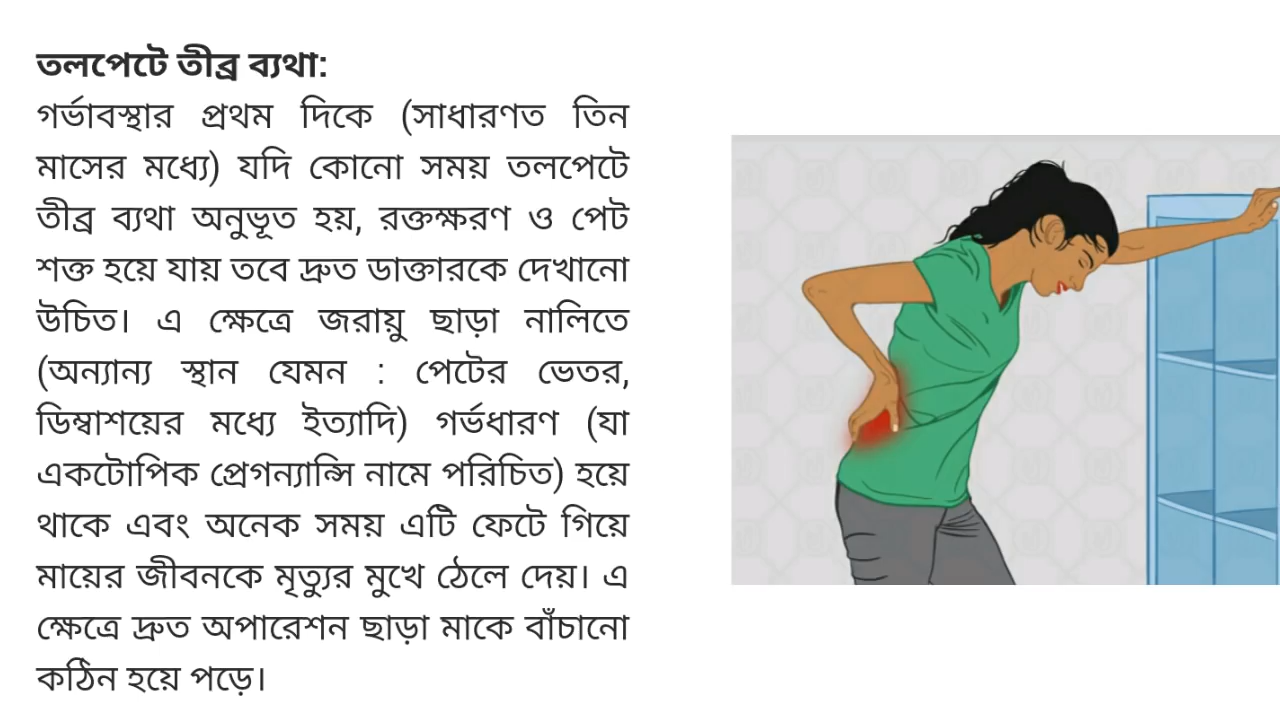 তলপেটে তীব্র ব্যথা:
গর্ভাবস্থার প্রথম দিকে (সাধারণত তিন
মাসের মধ্যে) যদি কোনো সময় তলপেটে
তীব্র ব্যথা অনুভূত হয়, রক্তক্ষরণ ও পেট
শক্ত হয়ে যায় তবে দ্রুত ডাক্তারকে দেখানো
উচিত। এ ক্ষেত্রে জরায়ু ছাড়া নালিতে
(অন্যান্য স্থান যেমন : পেটের ভেতর,
ডিম্বাশয়ের মধ্যে ইত্যাদি) গর্ভধারণ (যা
একটোপিক প্রেগন্যান্সি নামে পরিচিত) হয়ে
থাকে এবং অনেক সময় এটি ফেটে গিয়ে
মায়ের জীবনকে মৃত্যুর মুখে ঠেলে দেয়। এ
ক্ষেত্রে দ্রুত অপারেশন ছাড়া মাকে বাঁচানো
কঠিন হয়ে পড়ে।